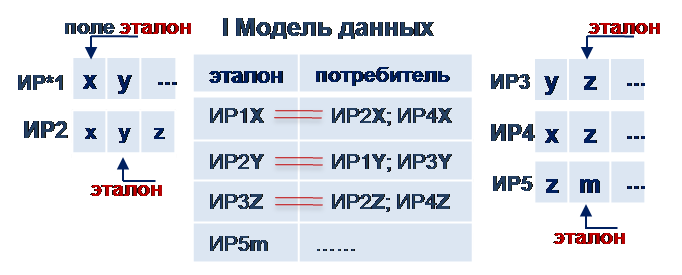 поле эталон
I Модель данных
эталон
ИР*1 x y ...
ИР2 x y z
эталон
эталон потребитель
ИР1X ИР2X; ИР4X
ИР2Y ИР1Y; ИР3Y
ИР3Z ИР2Z; ИР4Z
ИР5m ......
ИР3 y z ...
ИР4 x z ...
ИР5 z m ...
эталон